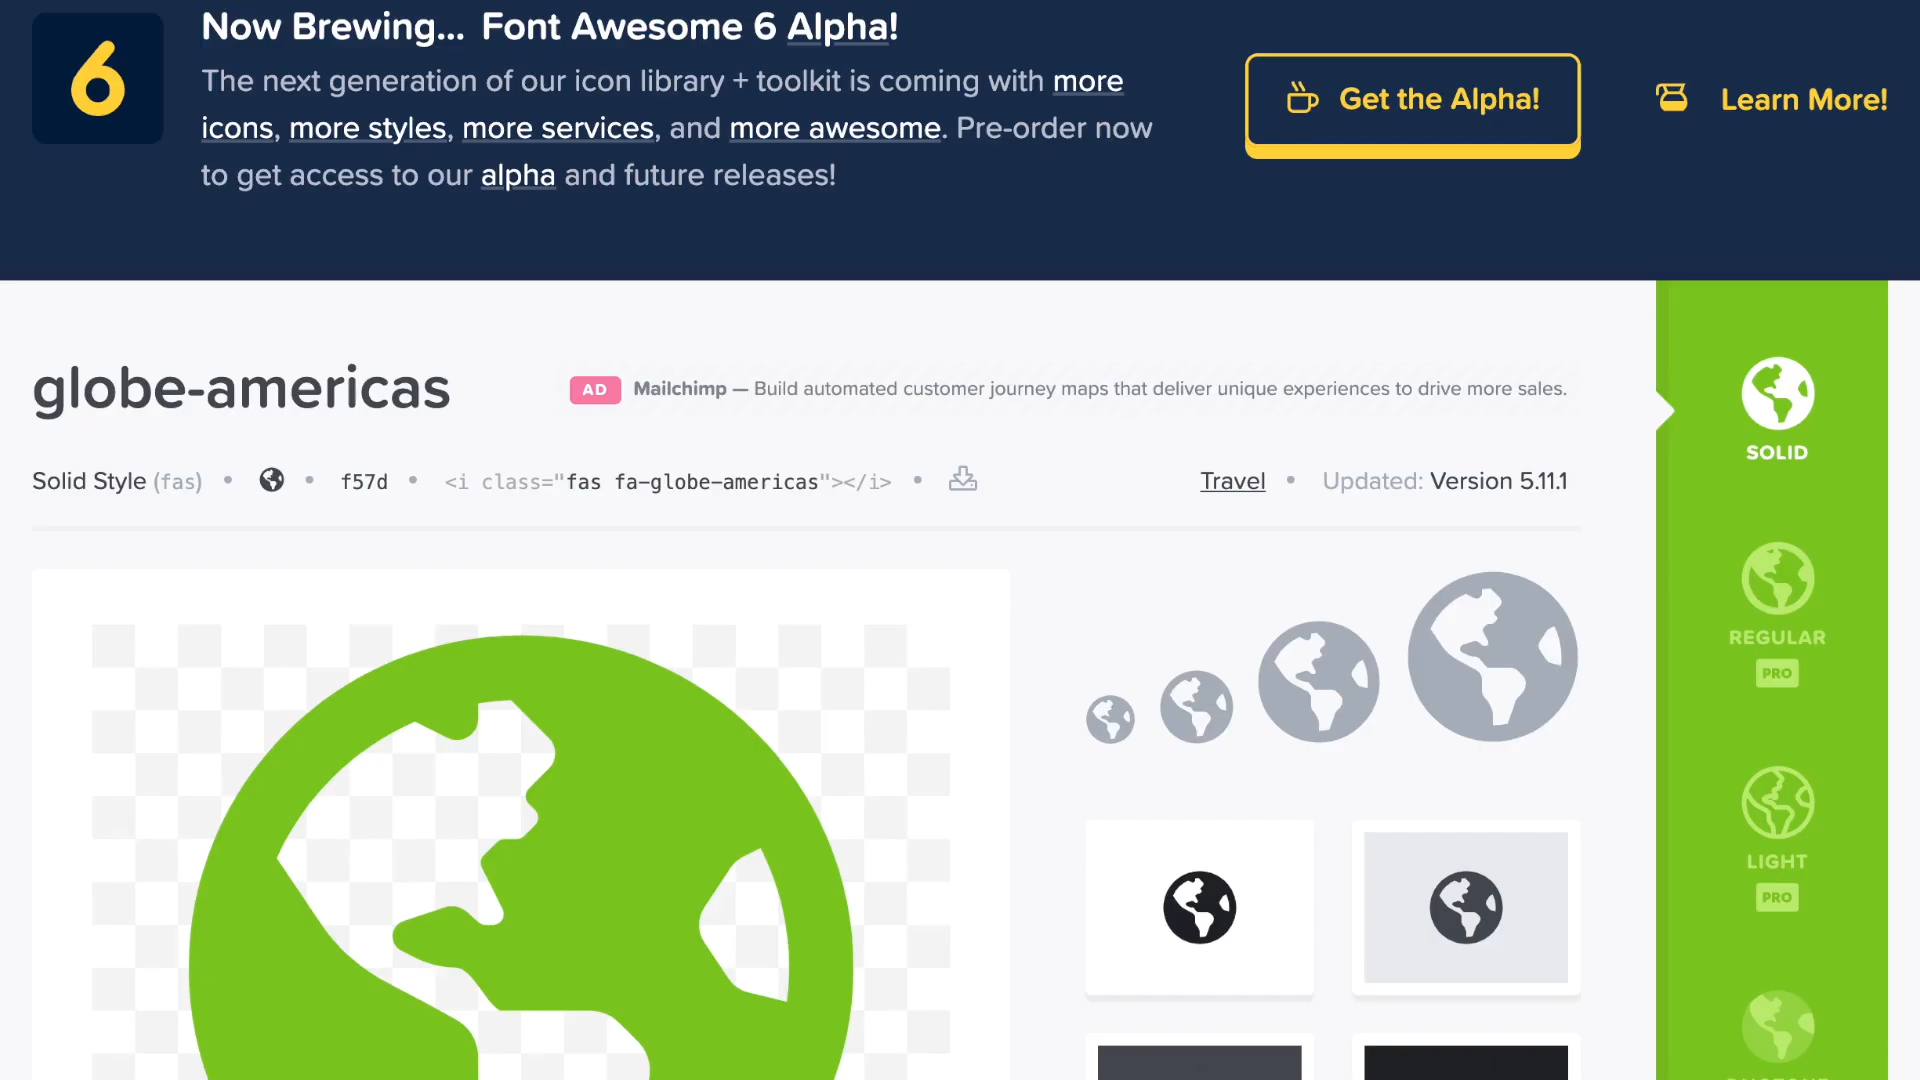 6
Now Brewing... Font Awesome 6 Alpha!
The next generation of our icon library + toolkit is coming with more
icons, more styles, more services, and more awesome. Pre-order now
to get access to our alpha and future releases!
Get the Alpha!
Learn More!
globe-americas
AD Mailchimp — Build automated customer journey maps that deliver unique experiences to drive more sales.
Solid Style (fas) • • f57d • <i class="fas fa-globe-americas"></i> •
Travel • Updated: Version 5.11.1
SOLID
REGULAR
PRO
LIGHT
PRO